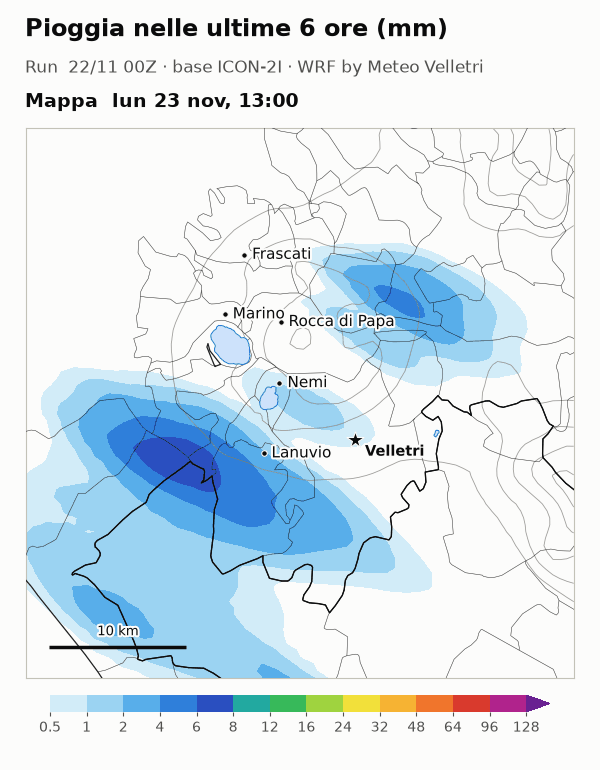 Pioggia nelle ultime 6 ore (mm)
Run  22/11 00Z · base ICON-2I · WRF by Meteo Velletri
Mappa  lun 23 nov, 13:00
Frascati
Marino
Rocca di Papa
Nemi
Velletri
Lanuvio
10 km
0.5 1 2 4 6 8 12 16 24 32 48 64 96 128